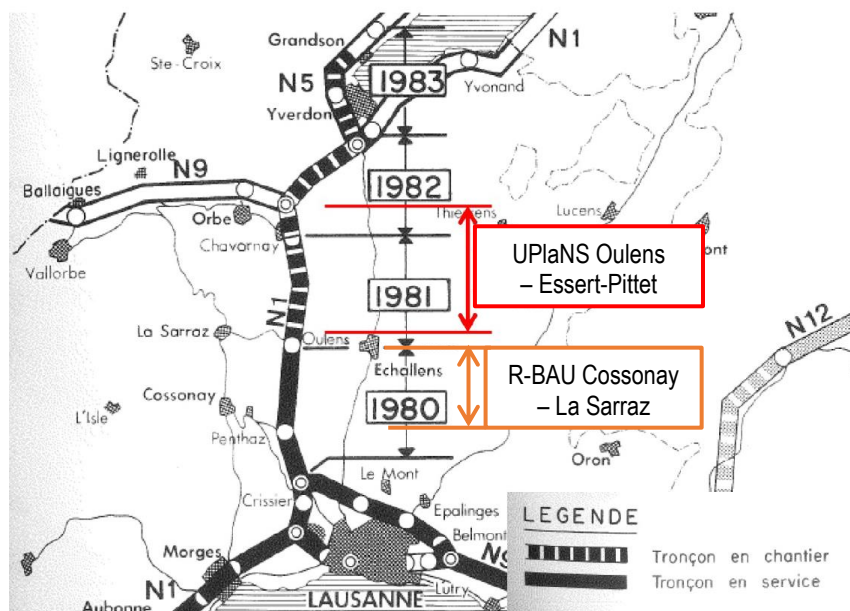 Grandson
N1
Ste-Croix
N5
1983
Yvonand
Yverdon
Lignerolle
N9
Ballaigues
1982
Orbe
Lucens
Chavornay
Vallorbe
UPlaNS Oulens
– Essert-Pittet
1981
N1
N12
La Sarraz
Oulens
Echallens
R-BAU Cossonay
– La Sarraz
Cossonay
1980
L'Isle
Penthaz
Oron
Le Mont
Crissier
Epalinges
LEGENDE
Belmont
Morges
Tronçon en chantier
N1
Tronçon en service
Lutry
LAUSANNE
Aubonne